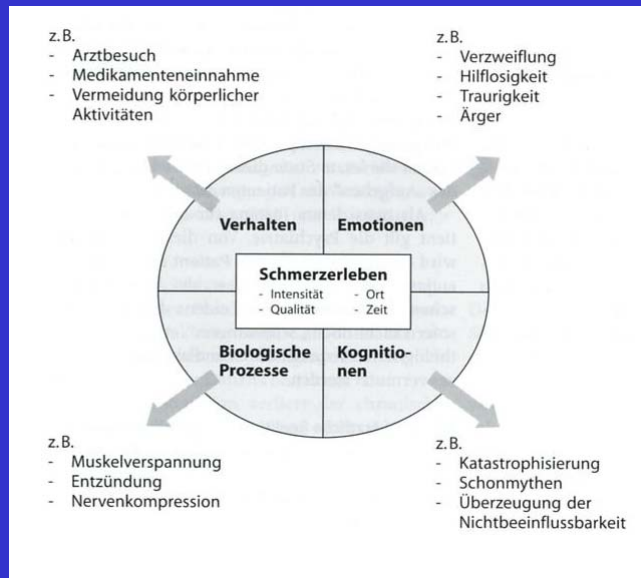 z.B.
- Arztbesuch
- Medikamenteneinnahme
- Vermeidung körperlicher
Aktivitäten
z.B.
- Verzweiflung
- Hilflosigkeit
- Traurigkeit
- Ärger
Verhalten
Emotionen
Schmerzerleben
- Intensität - Ort
- Qualität - Zeit
Biologische
Prozesse
Kognitio-
nen
z.B.
- Muskelverspannung
- Entzündung
- Nervenkompression
z.B.
- Katastrophisierung
- Schonmythen
- Überzeugung der
Nichtbeeinflussbarkeit